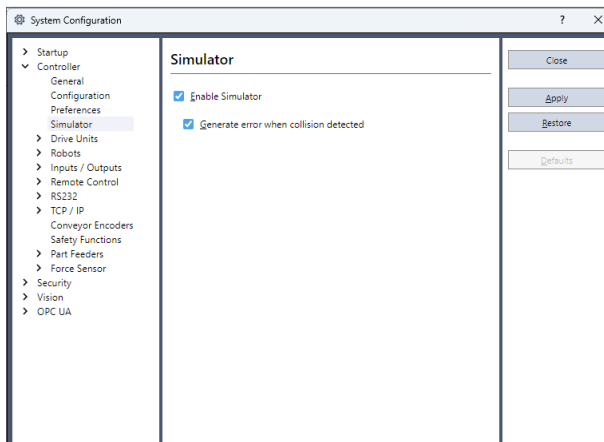 System Configuration
?
Startup
Controller
General
Configuration
Preferences
Simulator
Drive Units
Robots
Inputs / Outputs
Remote Control
RS232
TCP / IP
Conveyor Encoders
Safety Functions
Part Feeders
Force Sensor
Security
Vision
OPC UA
Simulator
Enable Simulator
Generate error when collision detected
Close
Apply
Restore
Defaults